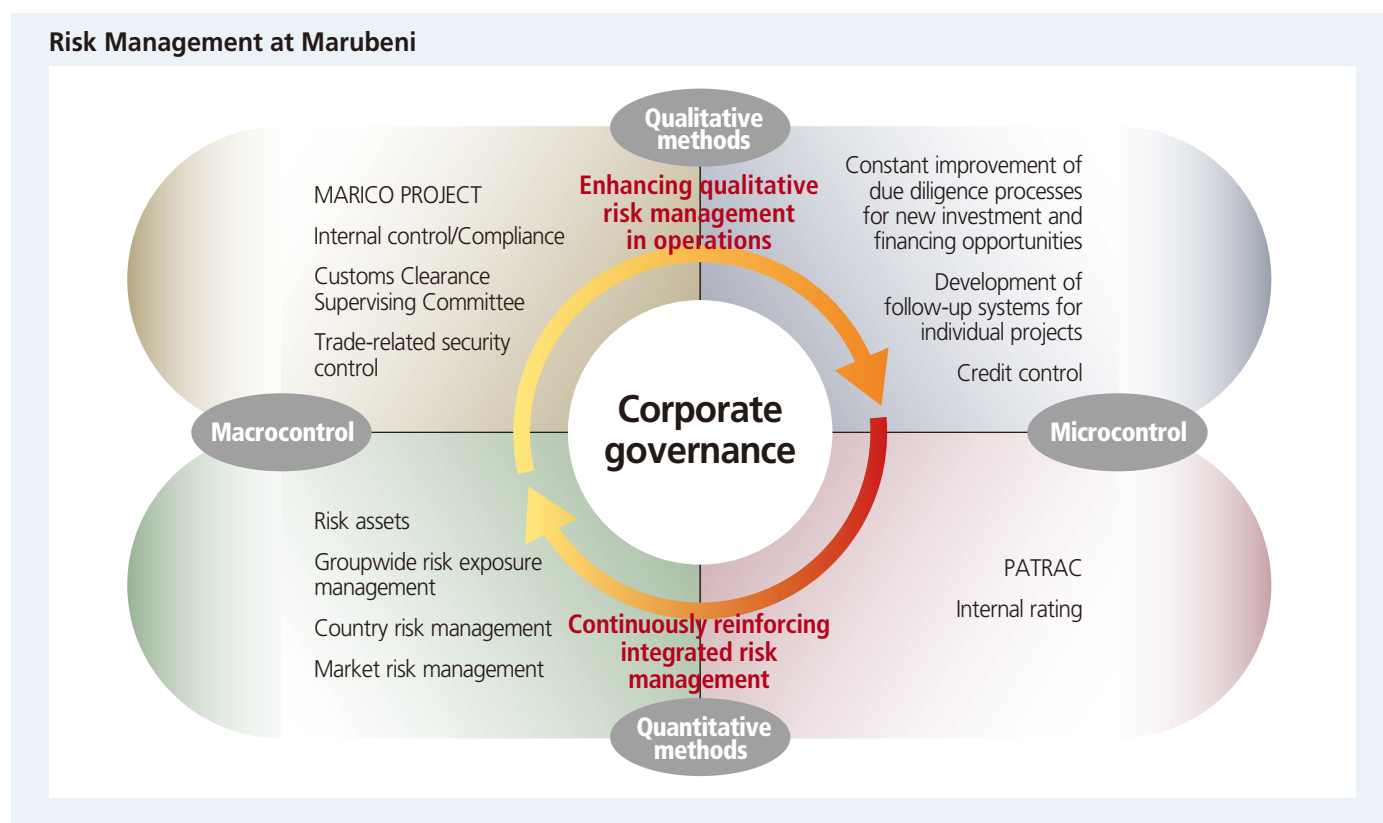 Risk Management at Marubeni
Qualitative
methods
Enhancing qualitative
risk management
in operations
MARICO PROJECT
Internal control/Compliance
Customs Clearance
Supervising Committee
Trade-related security
control
Constant improvement of
due diligence processes
for new investment and
financing opportunities
Development of
follow-up systems for
individual projects
Credit control
Macrocontrol
Corporate
governance
Microcontrol
Risk assets
Groupwide risk exposure
management
Country risk management
Market risk management
PATRAC
Internal rating
Continuously reinforcing
integrated risk
management
Quantitative
methods